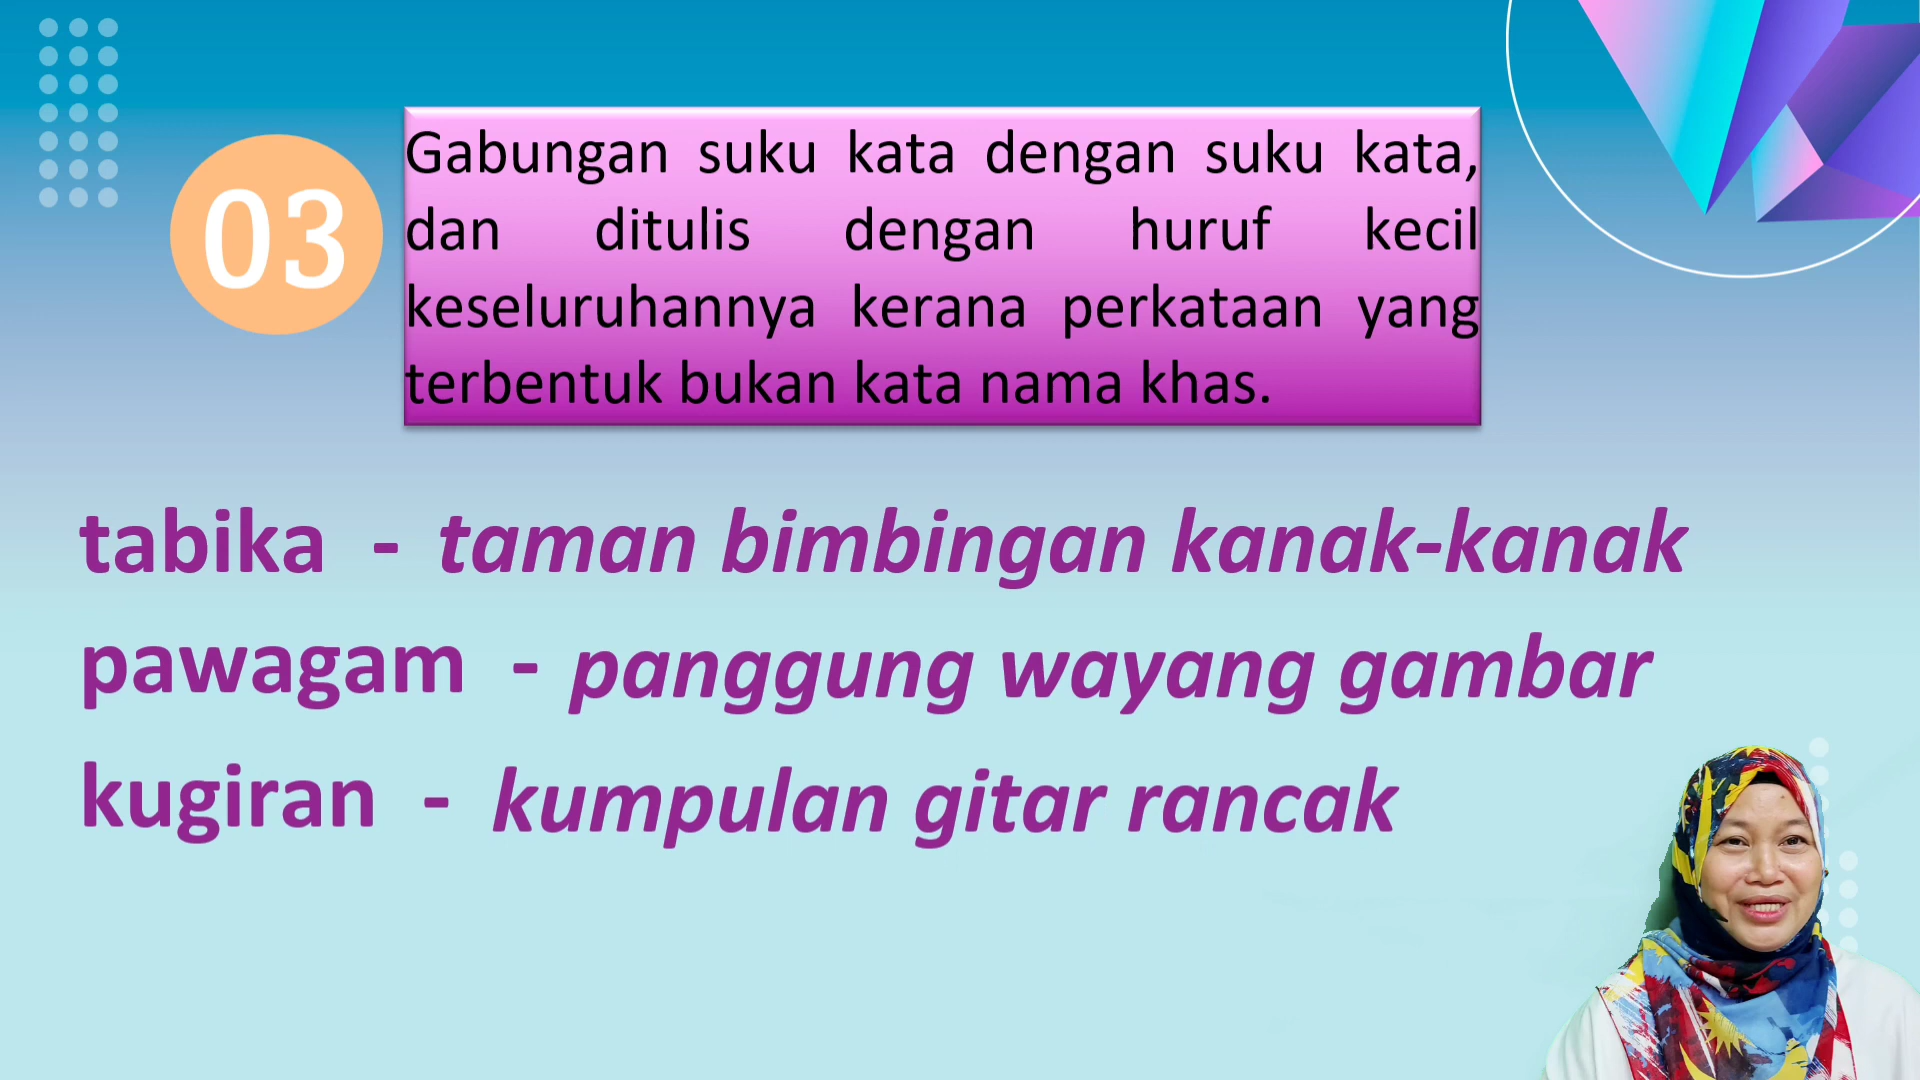 03
Gabungan suku kata dengan suku kata,
dan ditulis dengan huruf kecil
keseluruhannya kerana perkataan yang
terbentuk bukan kata nama khas.
tabika - taman bimbingan kanak-kanak
pawagam - panggung wayang gambar
kugiran - kumpulan gitar rancak